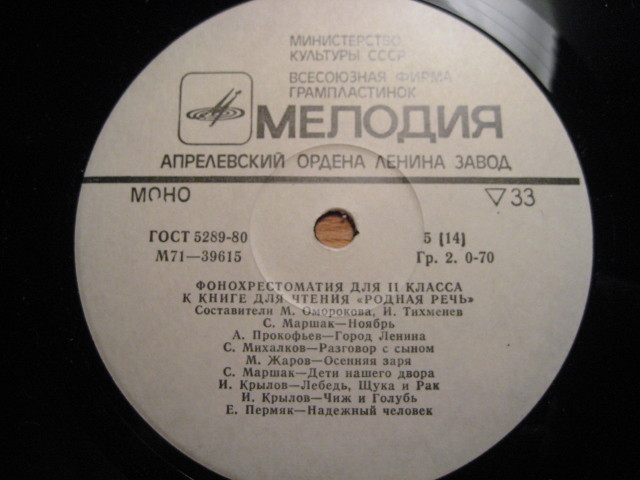 МИНИСТЕРСТВО
КУЛЬТУРЫ СССР
ВСЕСОЮЗНАЯ ФИРМА
ГРАМПЛАСТИНОК
МЕЛОДИЯ
АПРЕЛЕВСКИЙ ОРДЕНА ЛЕНИНА ЗАВОД
МОНО ▽33
ГОСТ 5289-80 5 (14)
М71—39615 Гр. 2. 0-70
ФОНОХРЕСТОМАТИЯ ДЛЯ II КЛАССА
К КНИГЕ ДЛЯ ЧТЕНИЯ «РОДНАЯ РЕЧЬ»
Составители М. Оморокова, И. Тихменев
С. Маршак—Ноябрь
А. Прокофьев—Город Ленина
С. Михалков—Разговор с сыном
М. Жаров—Осенняя заря
С. Маршак—Дети нашего двора
И. Крылов—Лебедь, Щука и Рак
И. Крылов—Чиж и Голубь
Е. Пермяк—Надежный человек